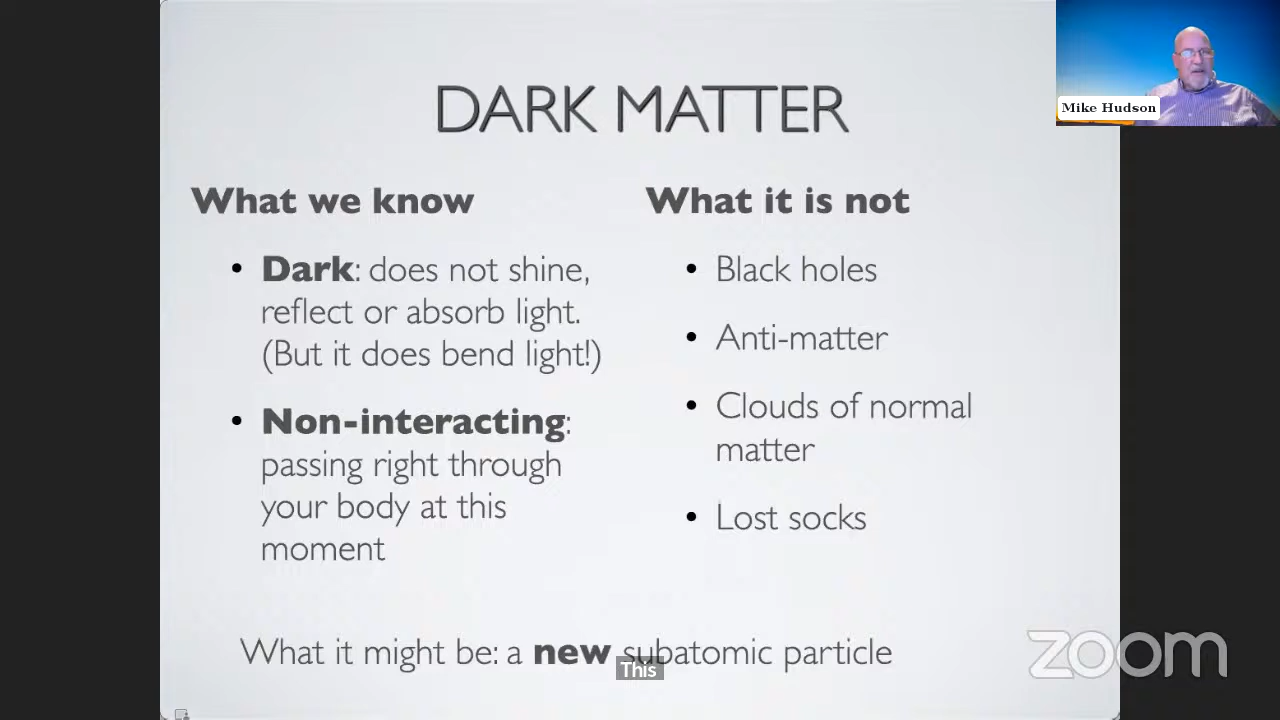 DARK MATTER
Mike Hudson
What we know
• Dark: does not shine,
reflect or absorb light.
(But it does bend light!)
• Non-interacting:
passing right through
your body at this
moment
What it is not
• Black holes
• Anti-matter
• Clouds of normal
matter
• Lost socks
What it might be: a new subatomic particle
This
zoom